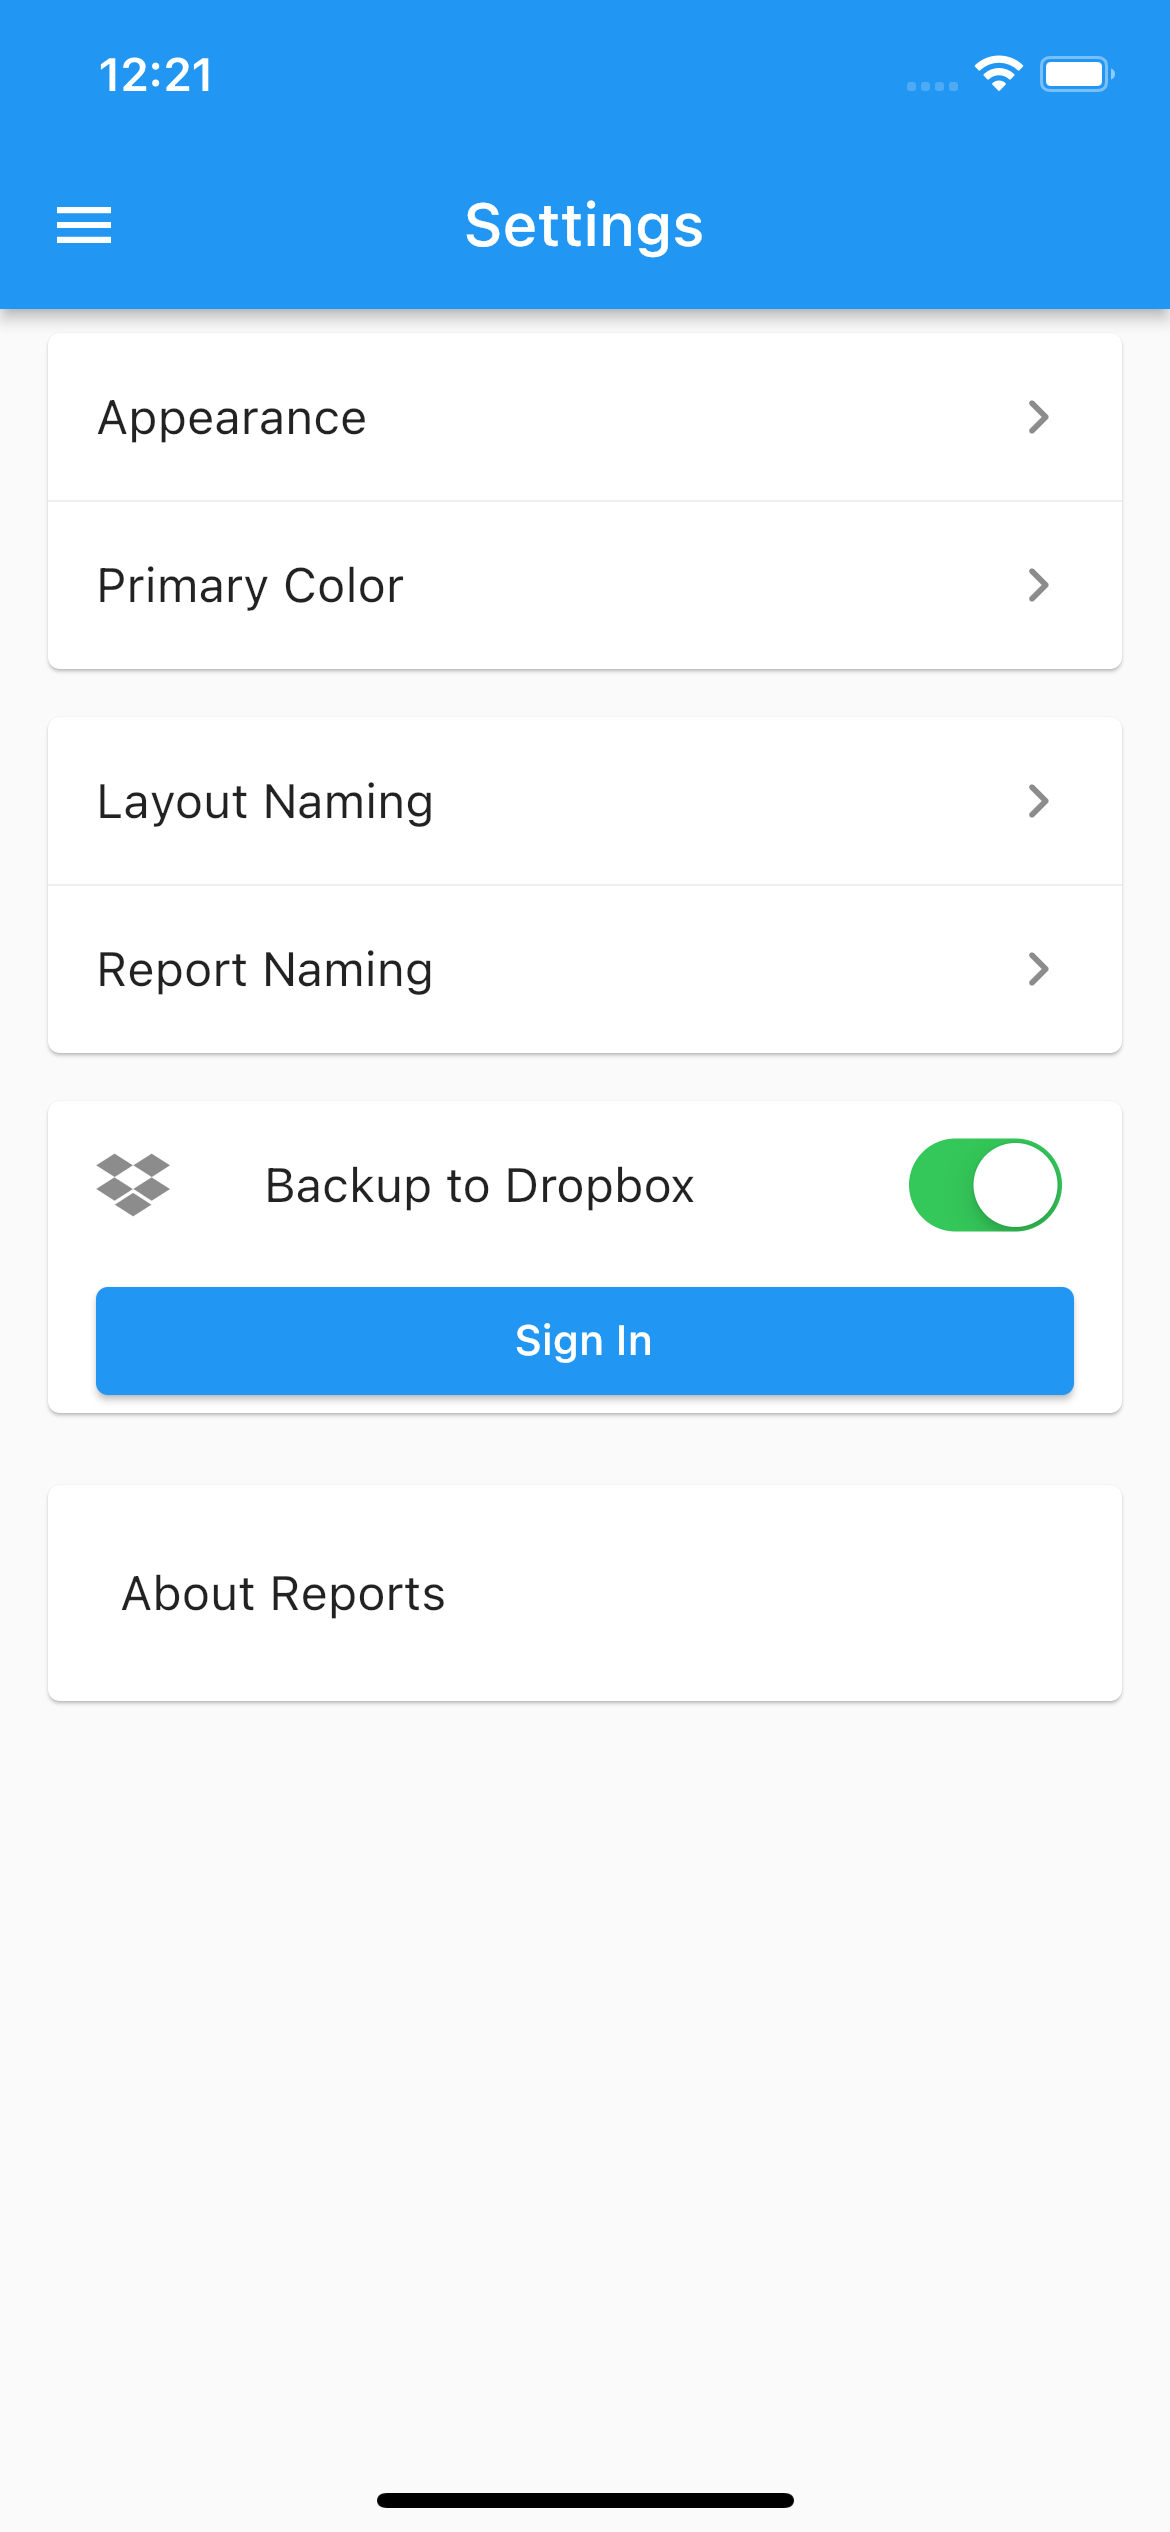 12:21
Settings
Appearance
Primary Color
Layout Naming
Report Naming
Backup to Dropbox
Sign In
About Reports